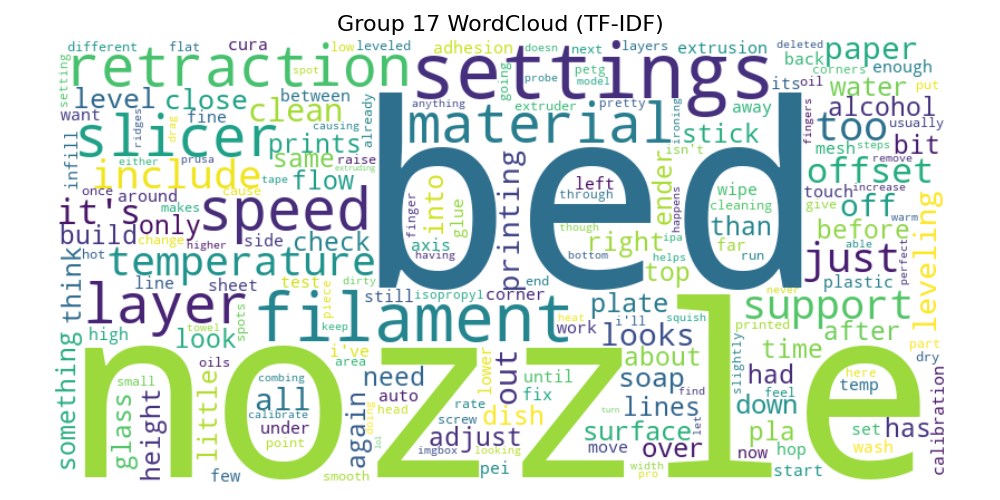 Group 17 WordCloud (TF-IDF)
different flat cura low leveled adhesion doesn next layers extrusion deleted paper
retraction settings
setting spot going probe petg model its oil back corners enough
level close clean between already anything extruder pretty away water put
want ridges fine drag causing material ironing fingers alcohol
slicer prints stick too usually
infill either prusa same raise extruding isn't mesh steps bit
include tape cause flow bed printing ender offset remove
once around finger into glue left through wipe cleaning touch increase
it's only makes speed axis having though right happens than give off warm
build change higher side check bottom ipa helps far run before able perfect leveling
think hot temperature line sheet test dirty end top just plastic
layer piece still isopropyl corner plate never support
something high look towel spots filament keep heat work i'll squish looks printed after part
nozzle
oils i've area need lower out until fix about slightly time here dry
small combing all auto rate soap find had feel temp
glass height little calibrate under again doing head screw dish turn lines let down set has calibration
point lol adjust imgbox looking surface move over pla now hop wash
few smooth pei width pro start